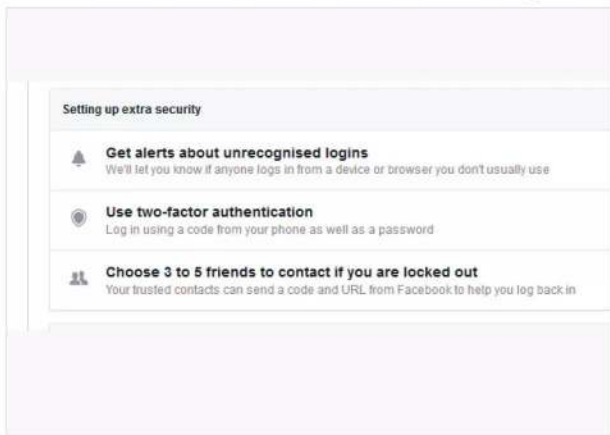 Setting up extra security
Get alerts about unrecognised logins
We'll let you know if anyone logs in from a device or browser you don't usually use
Use two-factor authentication
Log in using a code from your phone as well as a password
Choose 3 to 5 friends to contact if you are locked out
Your trusted contacts can send a code and URL from Facebook to help you log back in